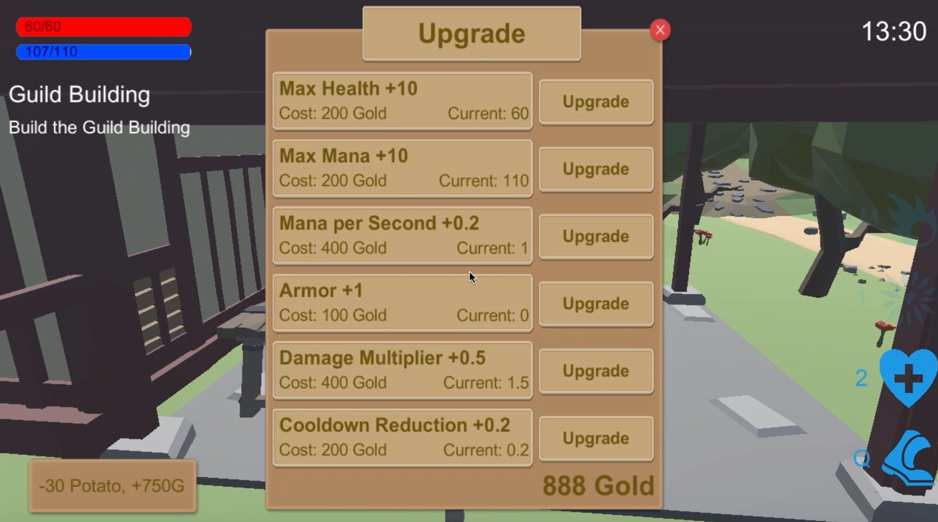 60/60
107/110
Guild Building
Build the Guild Building
13:30
Upgrade
X
Max Health +10
Cost: 200 Gold Current: 60
Upgrade
Max Mana +10
Cost: 200 Gold Current: 110
Upgrade
Mana per Second +0.2
Cost: 400 Gold Current: 1
Upgrade
Armor +1
Cost: 100 Gold Current: 0
Upgrade
Damage Multiplier +0.5
Cost: 400 Gold Current: 1.5
Upgrade
Cooldown Reduction +0.2
Cost: 200 Gold Current: 0.2
Upgrade
888 Gold
-30 Potato, +750G
1
2
Q